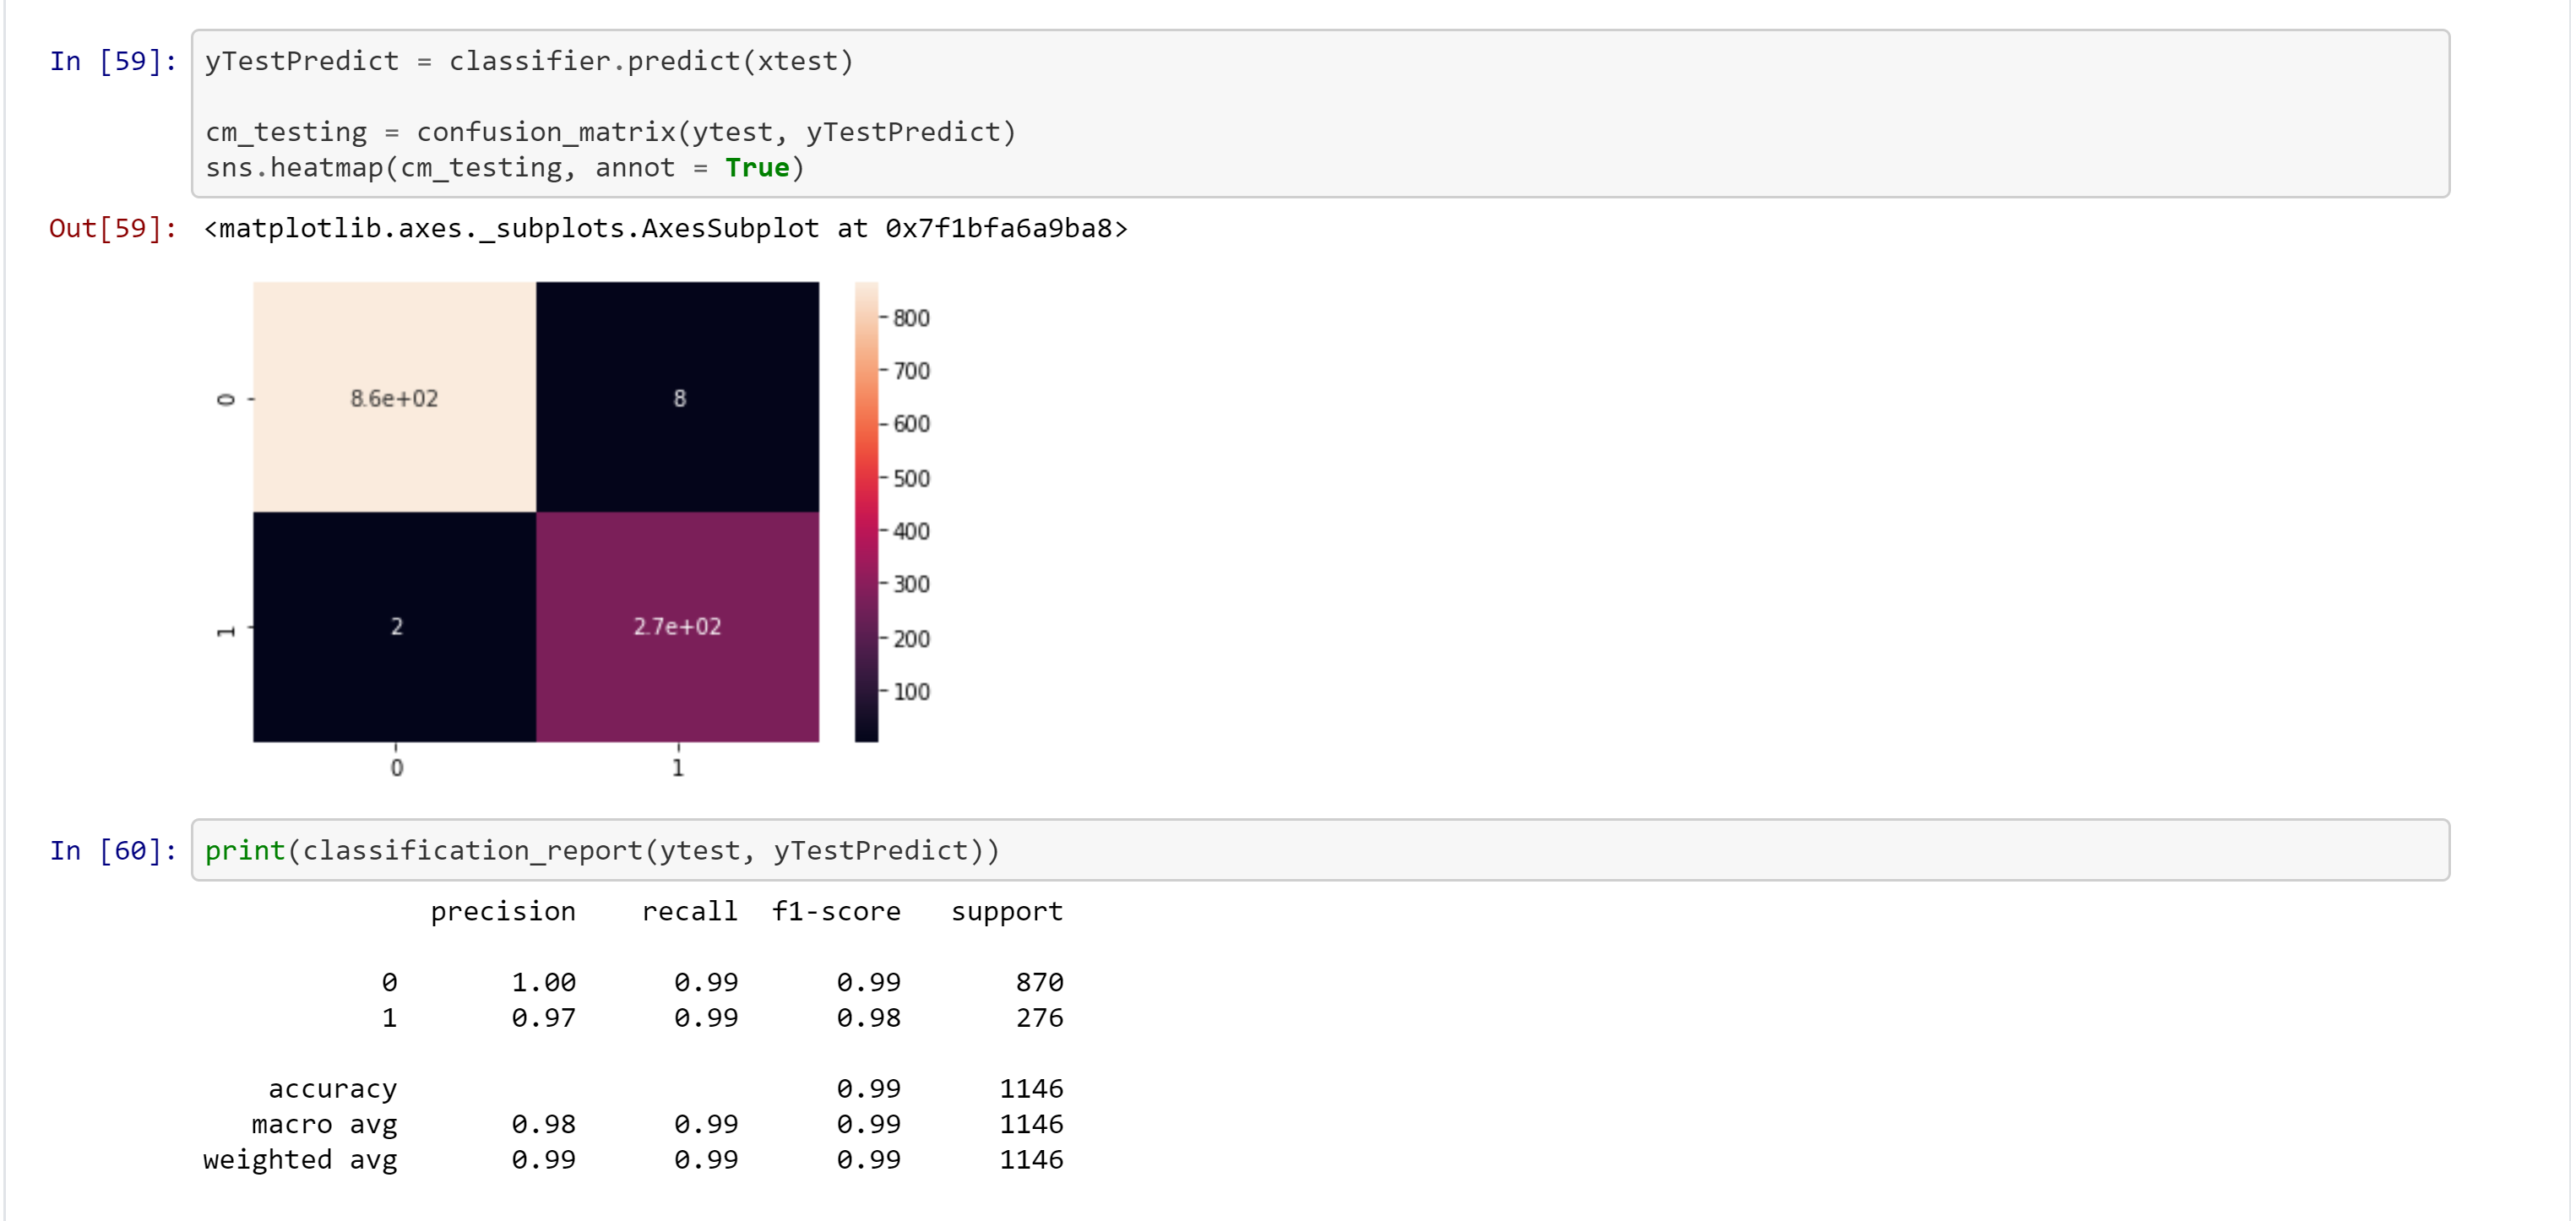 In [59]: yTestPredict = classifier.predict(xtest)
cm_testing = confusion_matrix(ytest, yTestPredict)
sns.heatmap(cm_testing, annot = True)
Out[59]: <matplotlib.axes._subplots.AxesSubplot at 0x7f1bfa6a9ba8>
800
700
600
500
400
300
200
100
0
8.6e+02 8
1
2 2.7e+02
0 1
In [60]: print(classification_report(ytest, yTestPredict))
precision recall f1-score support
0 1.00 0.99 0.99 870
1 0.97 0.99 0.98 276
accuracy 0.99 1146
macro avg 0.98 0.99 0.99 1146
weighted avg 0.99 0.99 0.99 1146